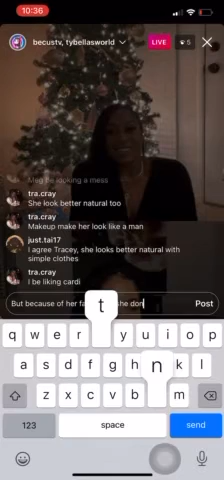 10:36
becustv, tybellasworld
LIVE
5
looking a mess
tra.cray
She look better natural too
tra.cray
Makeup make her look like a man
just.tai17
I agree Tracey, she looks better natural with
simple clothes
tra.cray
I be liking cardi
But because of her
he don
Post
t
q w e r y u i o p
a s d f g h k l
n
z x c v b m
123
space
send